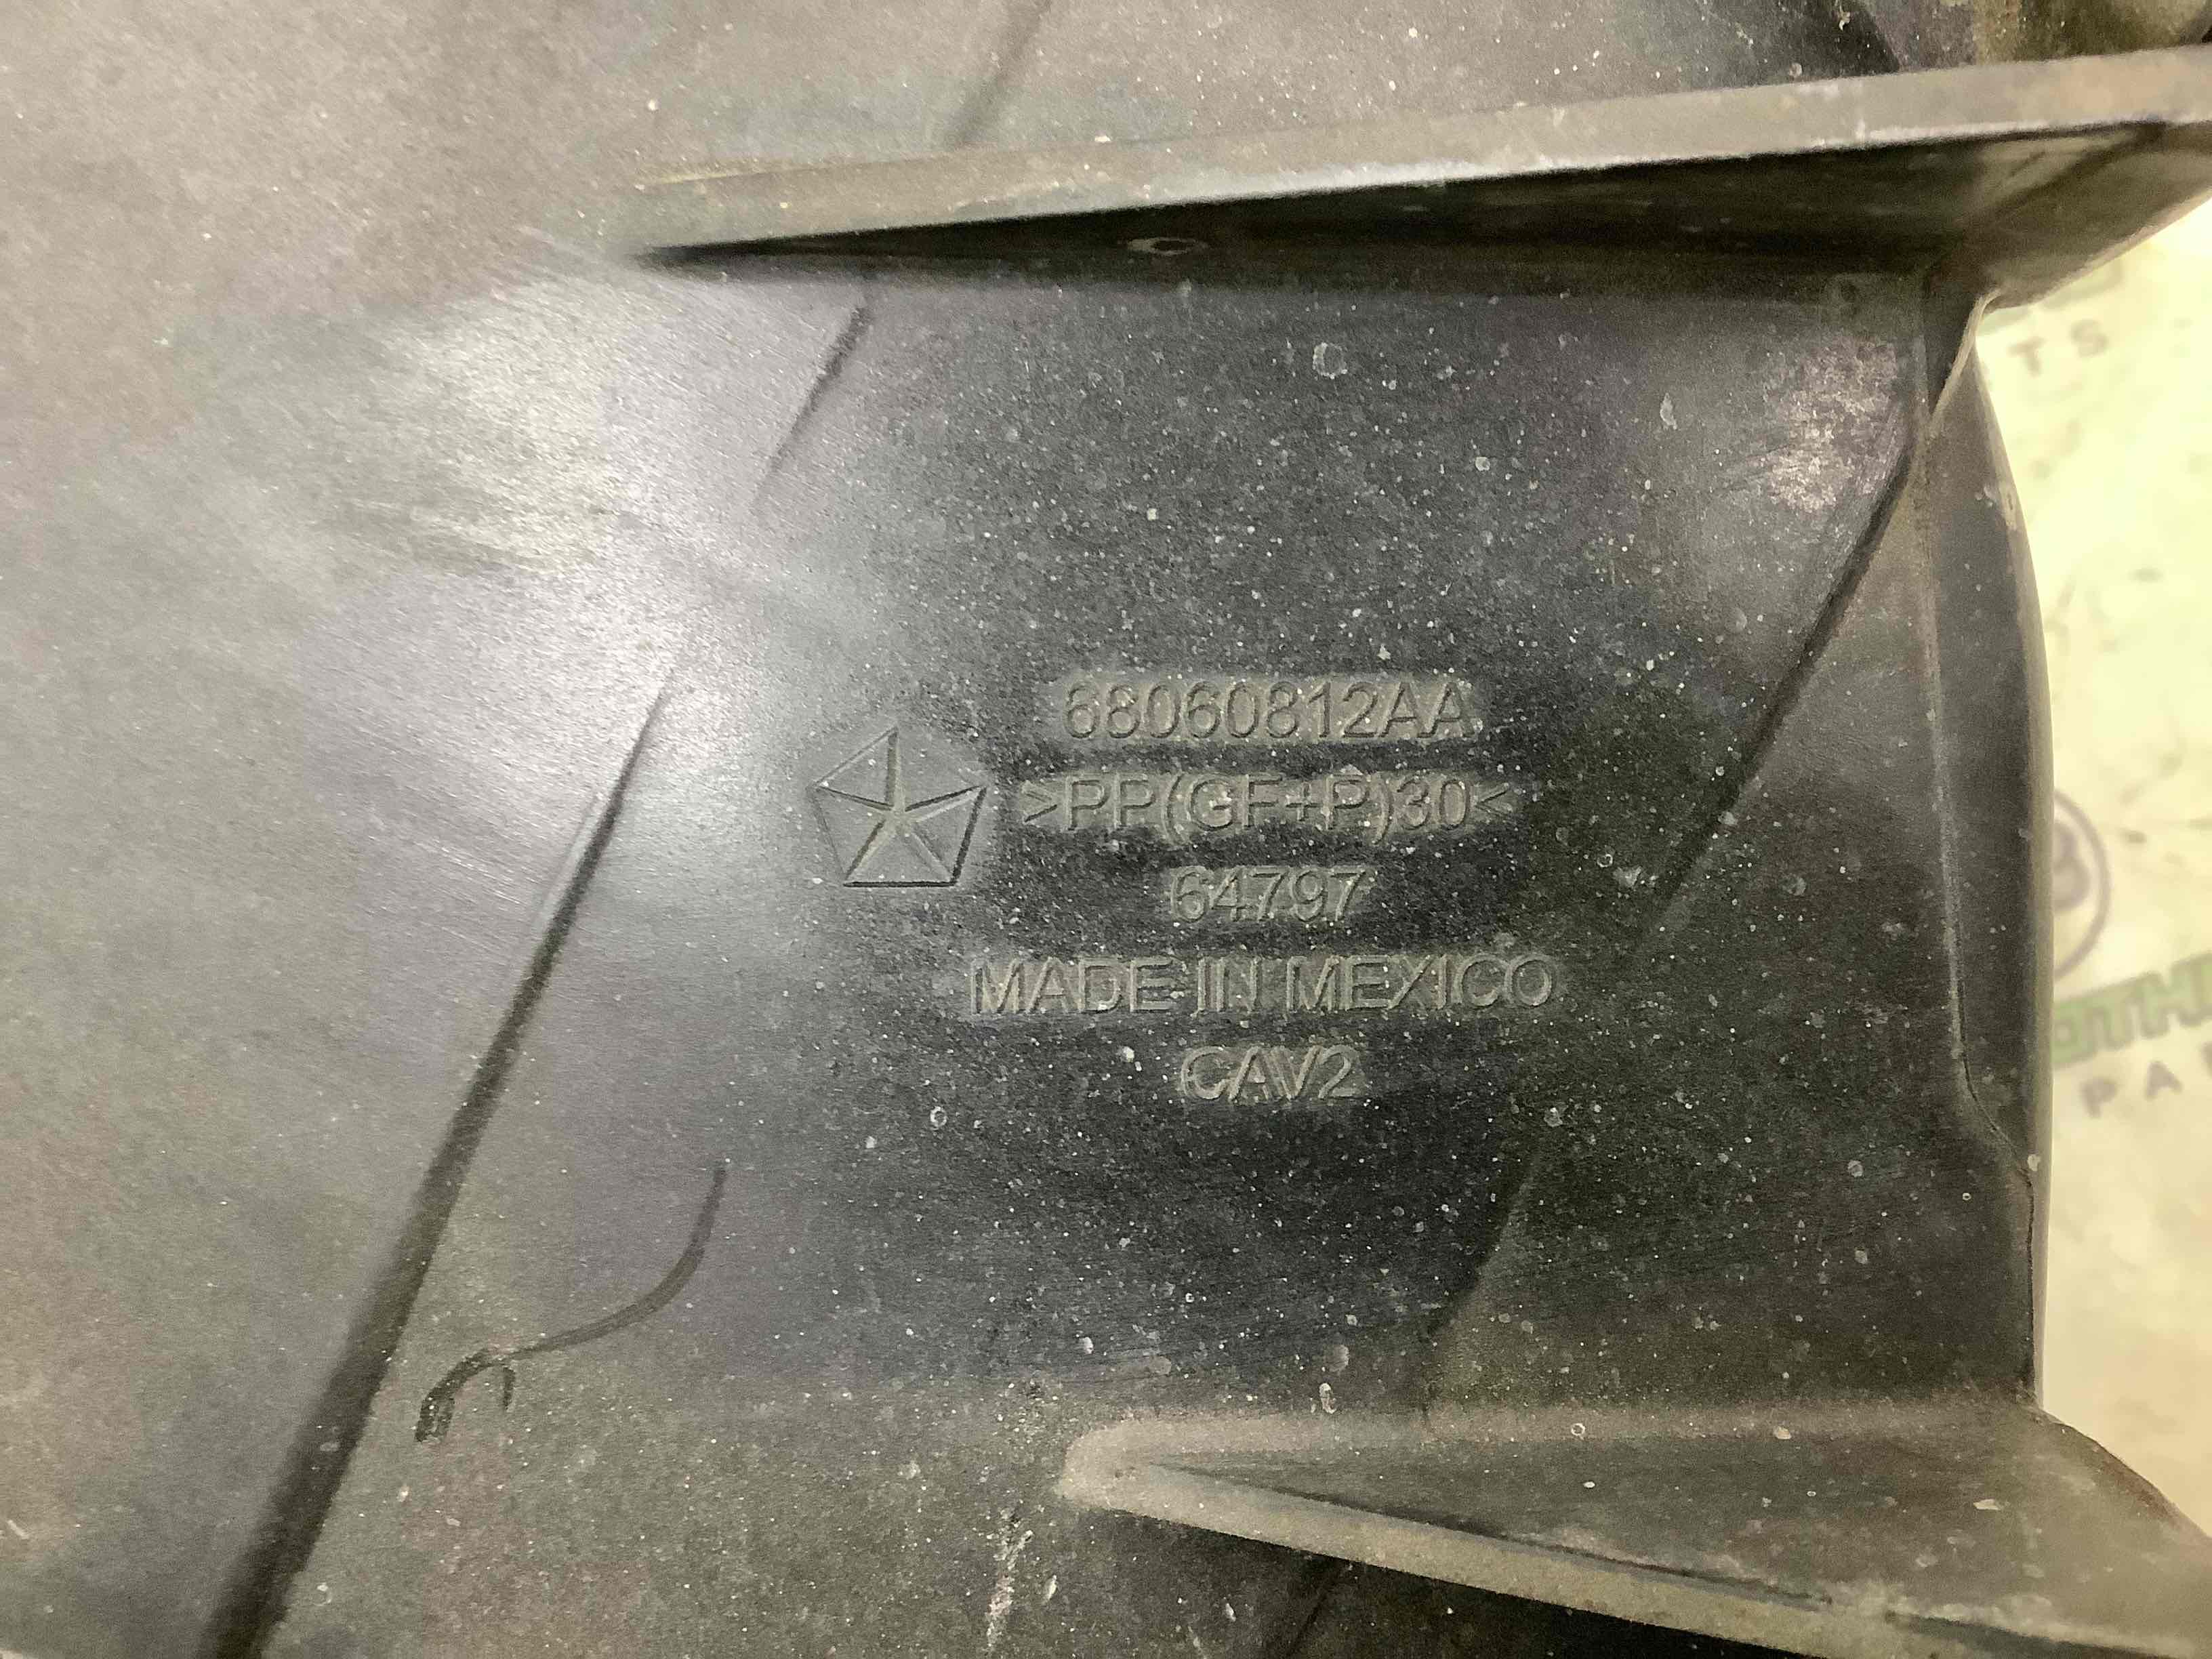 68060812AA
>PP(GF+P)30<
64797
MADE IN MEXICO
CAV2